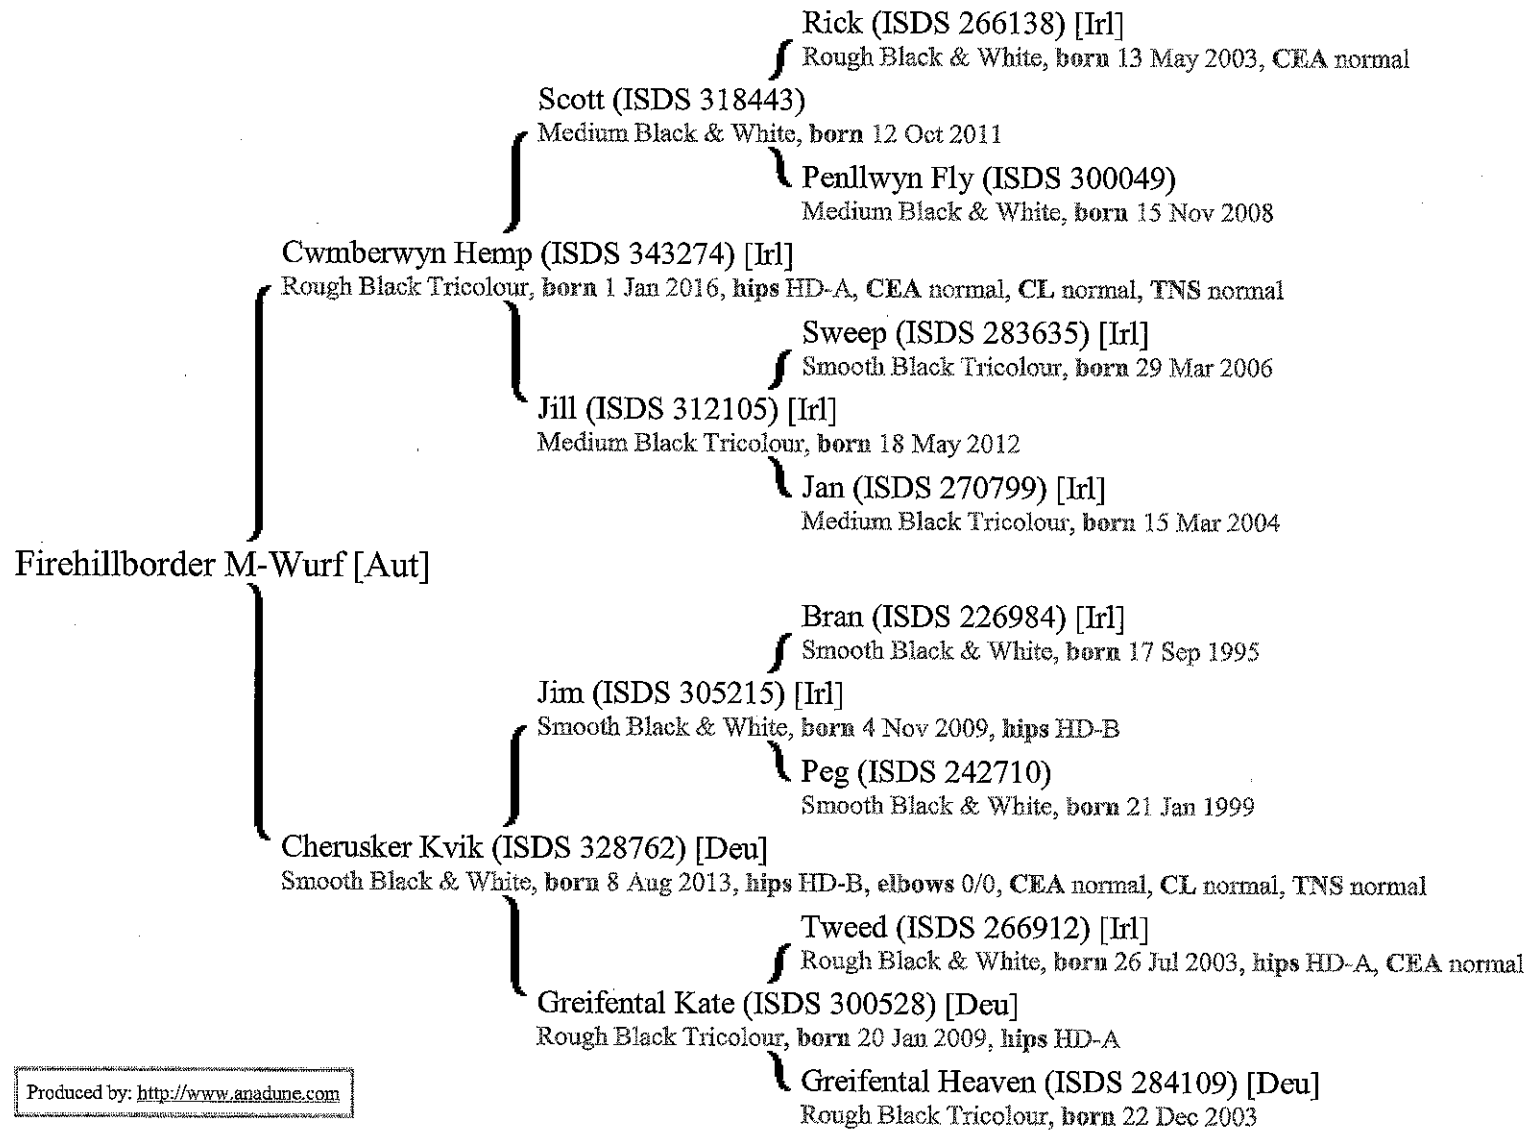 Rick (ISDS 266138) [Irl]
Rough Black & White, born 13 May 2003, CEA normal
Scott (ISDS 318443)
Medium Black & White, born 12 Oct 2011
Penllwyn Fly (ISDS 300049)
Medium Black & White, born 15 Nov 2008
Cwmberwyn Hemp (ISDS 343274) [Irl]
Rough Black Tricolour, born 1 Jan 2016, hips HD-A, CEA normal, CL normal, TNS normal
Sweep (ISDS 283635) [Irl]
Smooth Black Tricolour, born 29 Mar 2006
Jill (ISDS 312105) [Irl]
Medium Black Tricolour, born 18 May 2012
Jan (ISDS 270799) [Irl]
Medium Black Tricolour, born 15 Mar 2004
Firehillborder M-Wurf [Aut]
Bran (ISDS 226984) [Irl]
Smooth Black & White, born 17 Sep 1995
Jim (ISDS 305215) [Irl]
Smooth Black & White, born 4 Nov 2009, hips HD-B
Peg (ISDS 242710)
Smooth Black & White, born 21 Jan 1999
Cherusker Kvik (ISDS 328762) [Deu]
Smooth Black & White, born 8 Aug 2013, hips HD-B, elbows 0/0, CEA normal, CL normal, TNS normal
Tweed (ISDS 266912) [Irl]
Rough Black & White, born 26 Jul 2003, hips HD-A, CEA normal
Greifental Kate (ISDS 300528) [Deu]
Rough Black Tricolour, born 20 Jan 2009, hips HD-A
Greifental Heaven (ISDS 284109) [Deu]
Rough Black Tricolour, born 22 Dec 2003
Produced by: http://www.anadune.com